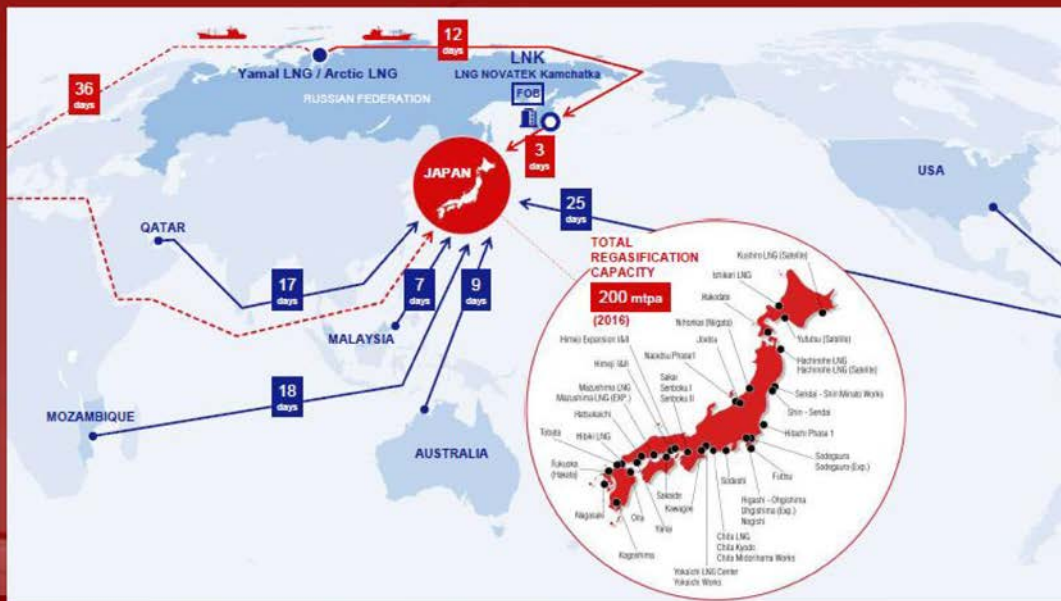 12
days
LNK
LNG NOVATEK Kamchatka
FOB
Yamal LNG / Arctic LNG
RUSSIAN FEDERATION
36
days
3
days
JAPAN
USA
25
days
QATAR
17
days
7
days
9
days
MALAYSIA
18
days
MOZAMBIQUE
AUSTRALIA
TOTAL
REGASIFICATION
CAPACITY
200 mtpa
(2016)
Kushiro LNG (Satellite)
Ishikari LNG
Hakodate
Yufutsu (Satellite)
Nihonkai (Niigata)
Joetsu
Hachinohe LNG
Hachinohe LNG (Satellite)
Himeji Expansion I&II
Naoetsu Phase I
Himeji I&II
Sakai
Senboku I
Senboku II
Sendai - Shin Minato Works
Mazushima LNG
Mazushima LNG (EXP.)
Shin - Sendai
Hatsukaichi
Hitachi Phase 1
Hibiki LNG
Tobata
Sodegaura
Sodegaura (Exp.)
Fukuoka
(Hakata)
Futtsu
Sodeshi
Sakaide
Kawagoe
Higashi - Ohgishima
Ohgishima (Exp.)
Negishi
Nagasaki
Oita
Yanai
Chita LNG
Chita Kyodo
Chita Midorihama Works
Kagoshima
Yokaichi LNG Center
Yokaichi Works